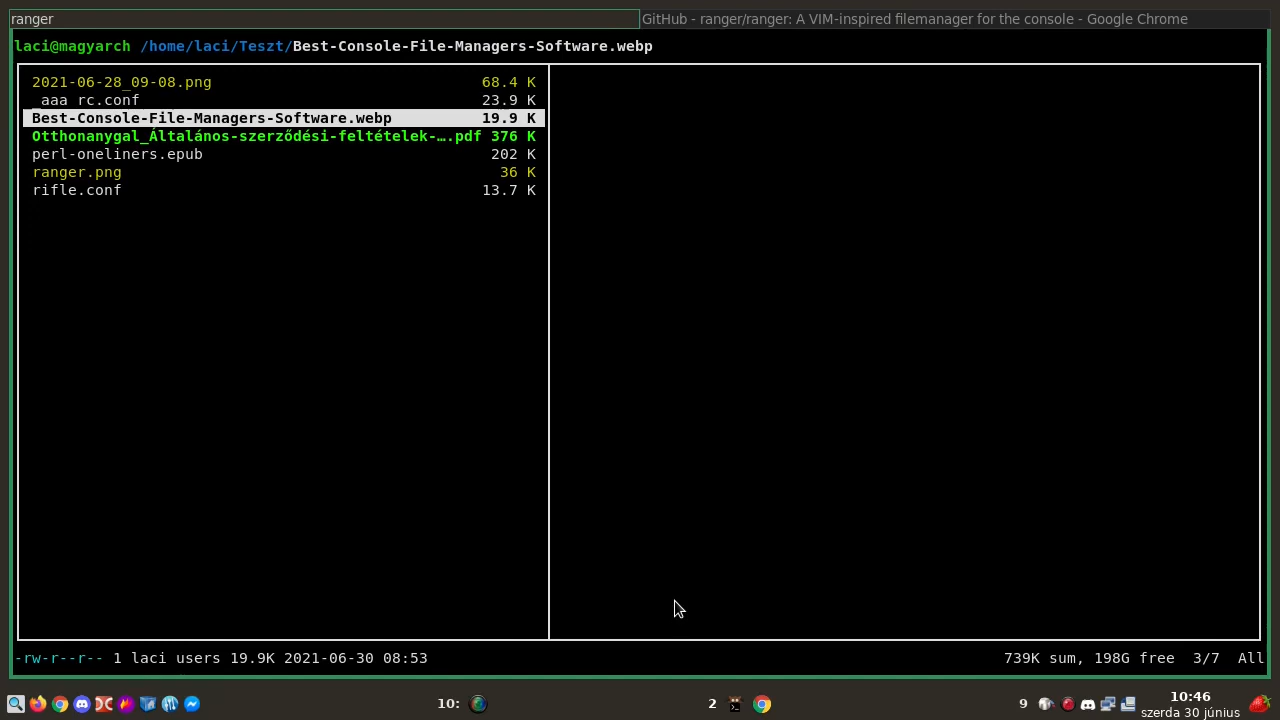 ranger
GitHub - ranger/ranger: A VIM-inspired filemanager for the console - Google Chrome
laci@magyarch /home/laci/Teszt/Best-Console-File-Managers-Software.webp
2021-06-28_09-08.png 68.4 K
_aaa rc.conf 23.9 K
Best-Console-File-Managers-Software.webp 19.9 K
Otthonanygal_Általános-szerződési-feltételek-….pdf 376 K
perl-oneliners.epub 202 K
ranger.png 36 K
rifle.conf 13.7 K
-rw-r--r-- 1 laci users 19.9K 2021-06-30 08:53 739K sum, 198G free 3/7 All
10: 2 9 10:46
szerda 30 június